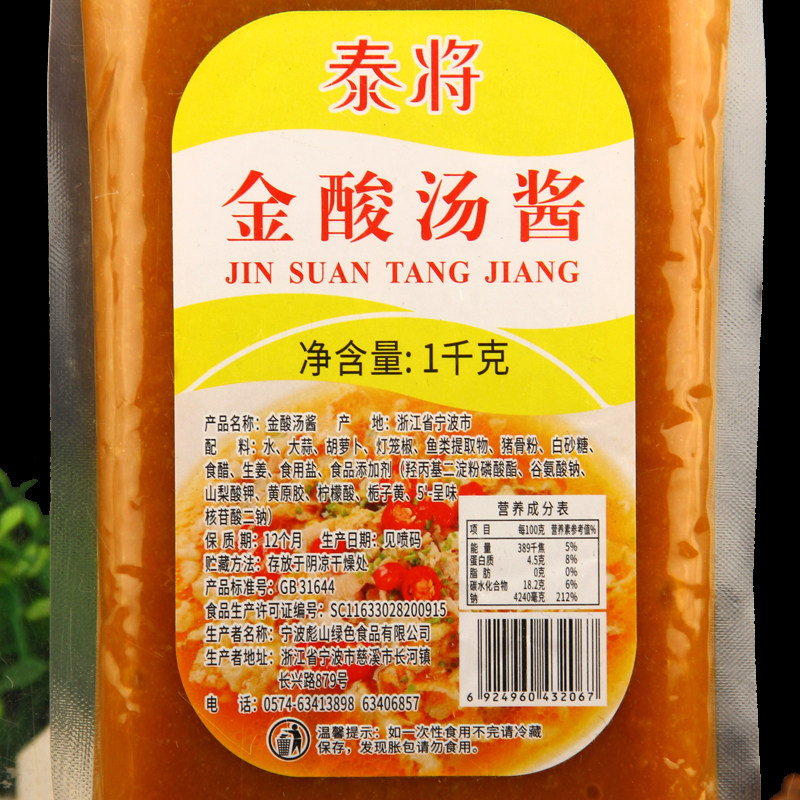 泰将
金酸汤酱
JIN SUAN TANG JIANG
净含量: 1千克
产品名称: 金酸汤酱 产 地: 浙江省宁波市
配 料: 水、大蒜、胡萝卜、灯笼椒、鱼类提取物、猪骨粉、白砂糖、
食醋、生姜、食用盐、食品添加剂（羟丙基二淀粉磷酸酯、谷氨酸钠、
山梨酸钾、黄原胶、柠檬酸、栀子黄、5'-呈味
核苷酸二钠）
保 质 期: 12个月 生产日期: 见喷码
贮藏方法: 存放于阴凉干燥处
产品标准号: GB 31644
食品生产许可证编号: SC11633028200915
生产者名称: 宁波彪山绿色食品有限公司
生产者地址: 浙江省宁波市慈溪市长河镇
长兴路879号
电 话: 0574-63413898 63406857
营养成分表
项 目 每100克 营养素参考值%
能 量 389千焦 5%
蛋白质 4.5克 8%
脂 肪 0克 0%
碳水化合物 18.2克 6%
钠 4240毫克 212%
6 924960 432067
温馨提示: 如一次性食用不完请冷藏
保存，发现胀包请勿食用。